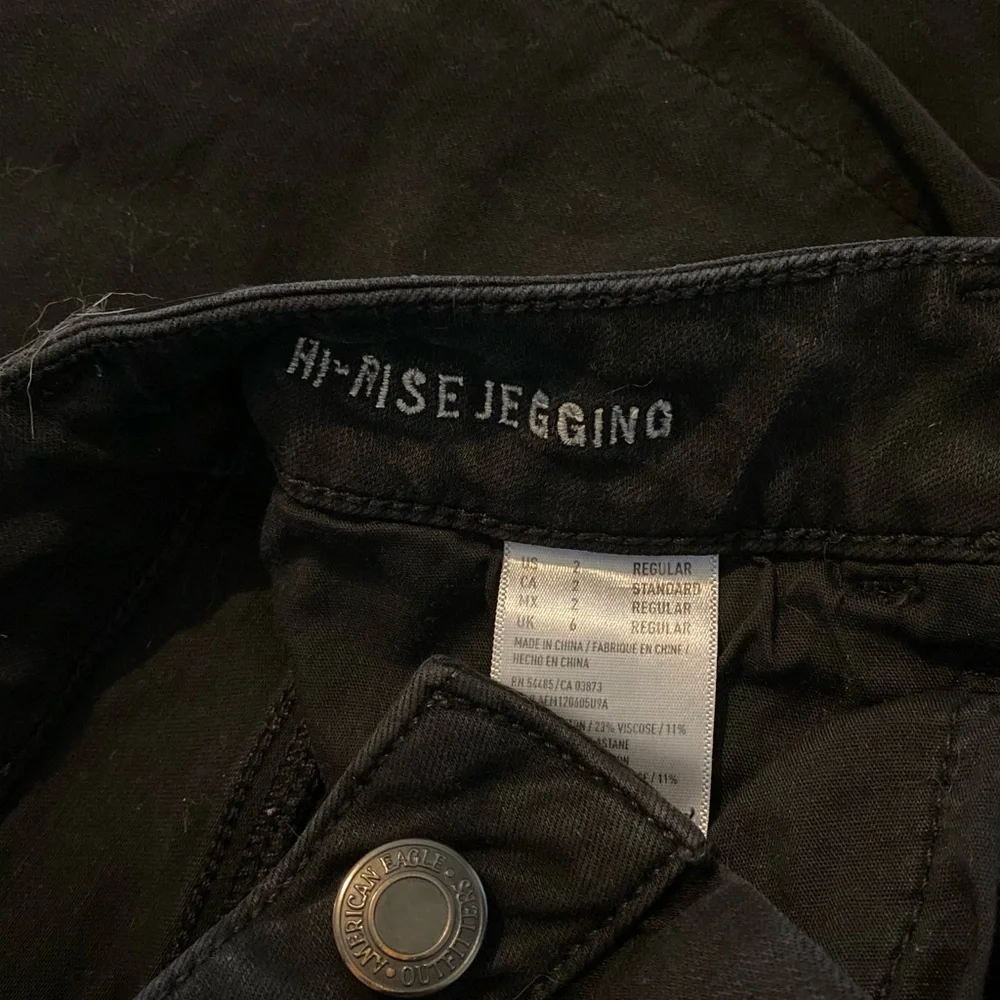 HI-RISE JEGGING
US 2 REGULAR
CA 2 STANDARD
MX 2 REGULAR
UK 6 REGULAR
MADE IN CHINA / FABRIQUE EN CHINE /
HECHO EN CHINA
RN 54485/CA 03873
/ 23% VISCOSE / 11%
/ 11%
AMERICAN EAGLE • OUTFITTERS •